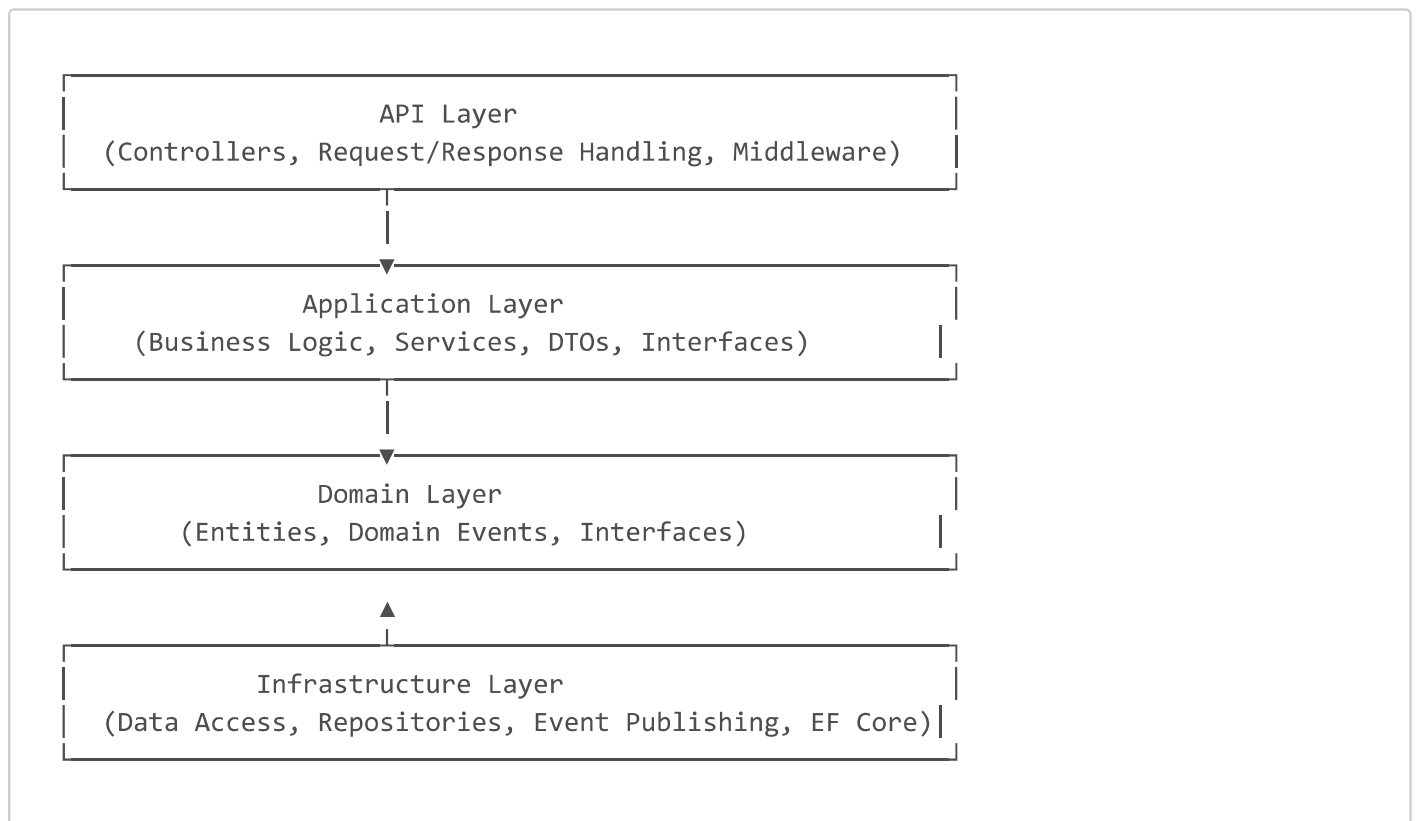 API Layer
(Controllers, Request/Response Handling, Middleware)
Application Layer
(Business Logic, Services, DTOs, Interfaces)
Domain Layer
(Entities, Domain Events, Interfaces)
Infrastructure Layer
(Data Access, Repositories, Event Publishing, EF Core)